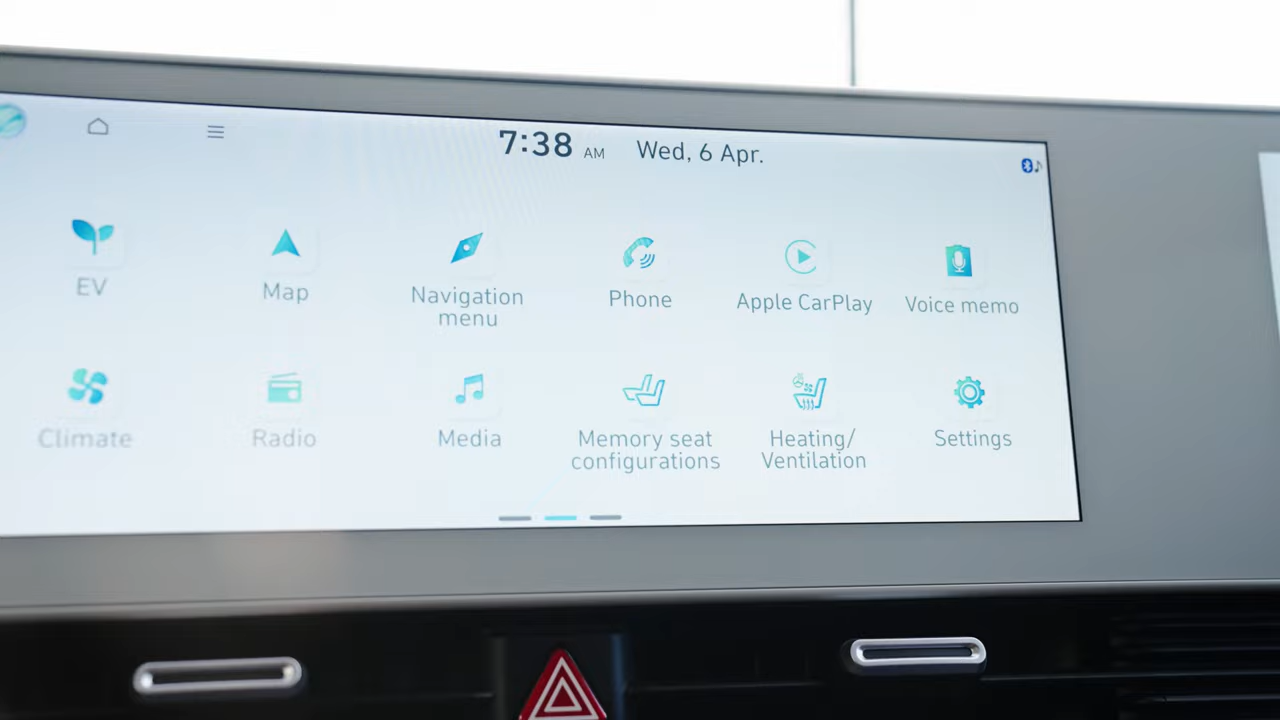 7:38 AM Wed, 6 Apr.
EV
Map
Navigation
menu
Phone
Apple CarPlay
Voice memo
Climate
Radio
Media
Memory seat
configurations
Heating/
Ventilation
Settings